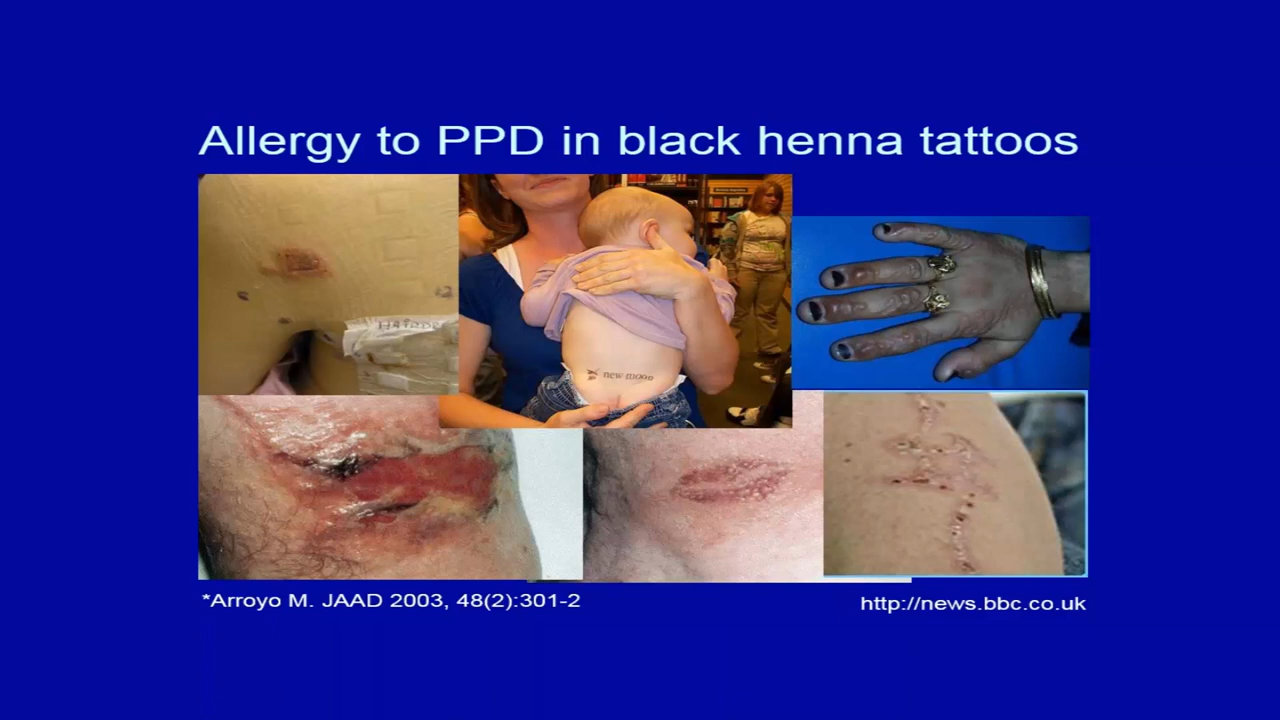 Allergy to PPD in black henna tattoos
HAIRDR
new moon
*Arroyo M. JAAD 2003, 48(2):301-2
http://news.bbc.co.uk